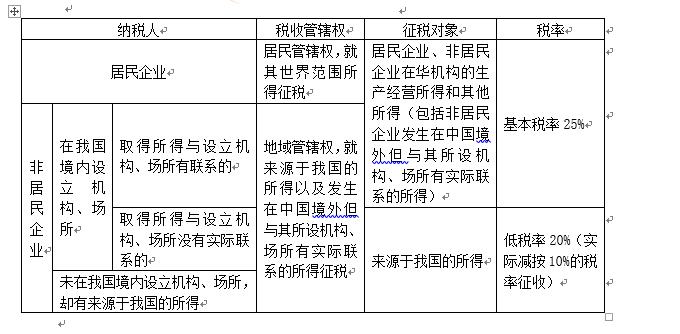 纳税人 税收管辖权 征税对象 税率
居民企业
居民管辖权，就
其世界范围所
得征税
居民企业、非居民
企业在华机构的生
产经营所得和其他
所得（包括非居民
企业发生在中国境
外但与其所设机
构、场所有实际联
系的所得）
基本税率 25%
非
居
民
企
业
在我国
境内设
立机
构、场
所
取得所得与设立机
构、场所有联系的
取得所得与设立机
构、场所没有实际联
系的
未在我国境内设立机构、场所，
却有来源于我国的所得
地域管辖权，就
来源于我国的
所得以及发生
在中国境外但
与其所设机构、
场所有实际联
系的所得征税
来源于我国的所得
低税率 20%（实
际减按 10%的税
率征收）